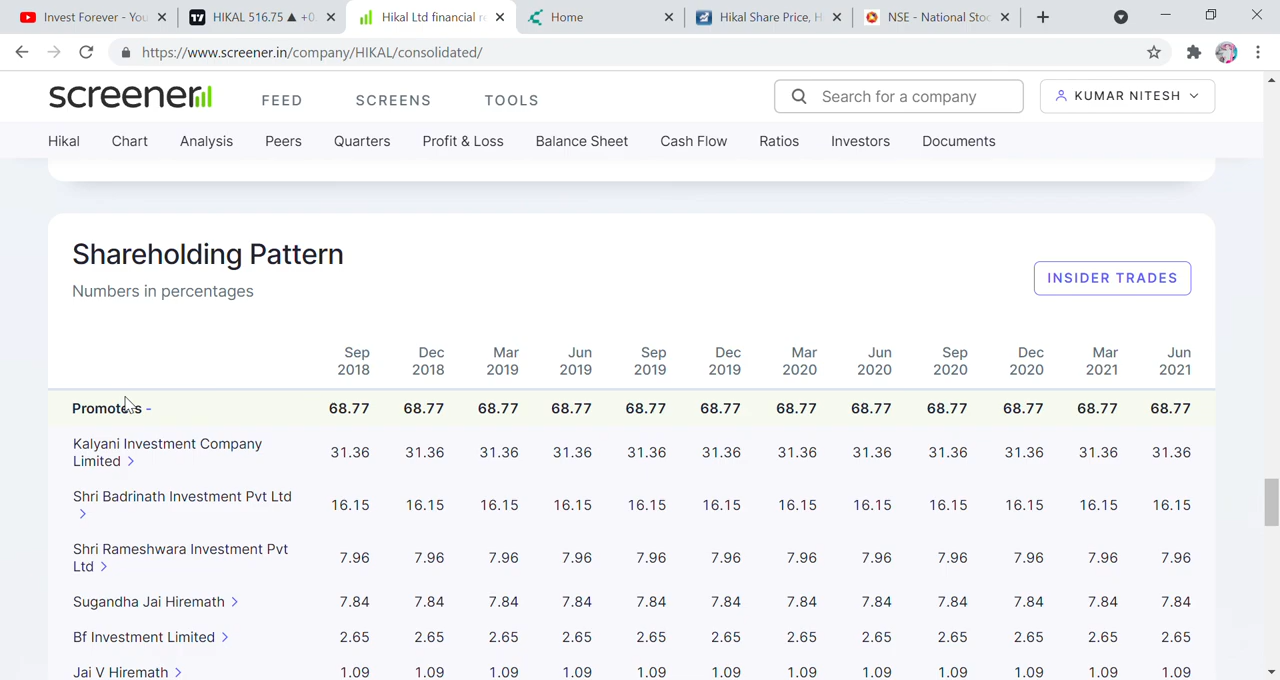 Invest Forever - You
HIKAL 516.75 ▲ +0.
Hikal Ltd financial re
Home
Hikal Share Price, H
NSE - National Stoc
https://www.screener.in/company/HIKAL/consolidated/
screener
FEED
SCREENS
TOOLS
Search for a company
KUMAR NITESH
Hikal Chart Analysis Peers Quarters Profit & Loss Balance Sheet Cash Flow Ratios Investors Documents
Shareholding Pattern
Numbers in percentages
INSIDER TRADES
Sep Dec Mar Jun Sep Dec Mar Jun Sep Dec Mar Jun
2018 2018 2019 2019 2019 2019 2020 2020 2020 2020 2021 2021
Promoters - 68.77 68.77 68.77 68.77 68.77 68.77 68.77 68.77 68.77 68.77 68.77 68.77
Kalyani Investment Company
Limited > 31.36 31.36 31.36 31.36 31.36 31.36 31.36 31.36 31.36 31.36 31.36 31.36
Shri Badrinath Investment Pvt Ltd
> 16.15 16.15 16.15 16.15 16.15 16.15 16.15 16.15 16.15 16.15 16.15 16.15
Shri Rameshwara Investment Pvt
Ltd > 7.96 7.96 7.96 7.96 7.96 7.96 7.96 7.96 7.96 7.96 7.96 7.96
Sugandha Jai Hiremath > 7.84 7.84 7.84 7.84 7.84 7.84 7.84 7.84 7.84 7.84 7.84 7.84
Bf Investment Limited > 2.65 2.65 2.65 2.65 2.65 2.65 2.65 2.65 2.65 2.65 2.65 2.65
Jai V Hiremath > 1.09 1.09 1.09 1.09 1.09 1.09 1.09 1.09 1.09 1.09 1.09 1.09